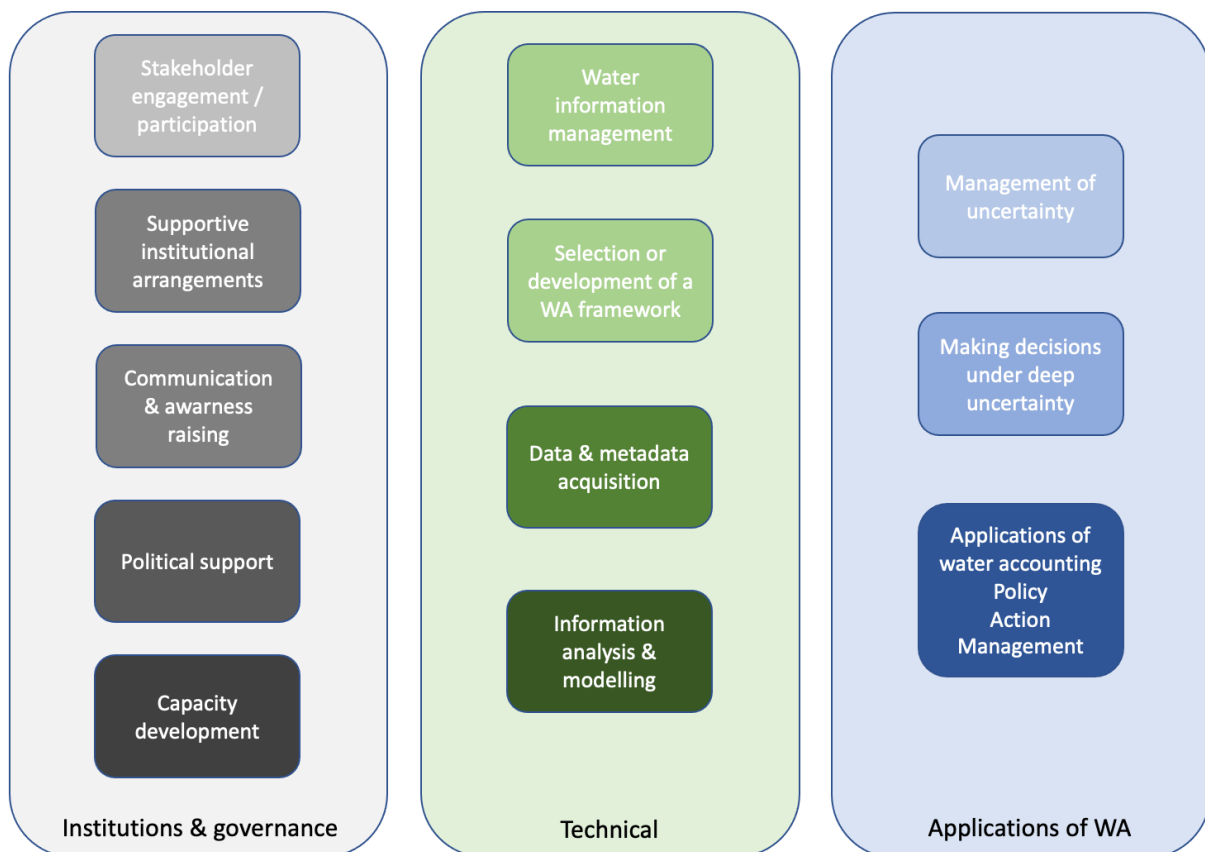 Stakeholder
engagement /
participation
Supportive
institutional
arrangements
Communication
& awarness
raising
Political support
Capacity
development
Institutions & governance
Water
information
management
Selection or
development of a
WA framework
Data & metadata
acquisition
Information
analysis &
modelling
Technical
Management of
uncertainty
Making decisions
under deep
uncertainty
Applications of
water accounting
Policy
Action
Management
Applications of WA